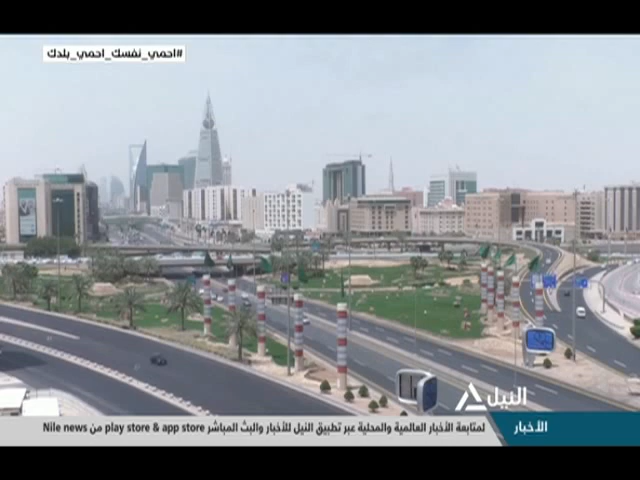 #احمي_نفسك_احمي_بلدك
النيل
الأخبار
لمتابعة الأخبار العالمية والمحلية عبر تطبيق النيل للأخبار والبث المباشر play store & app store من Nile news